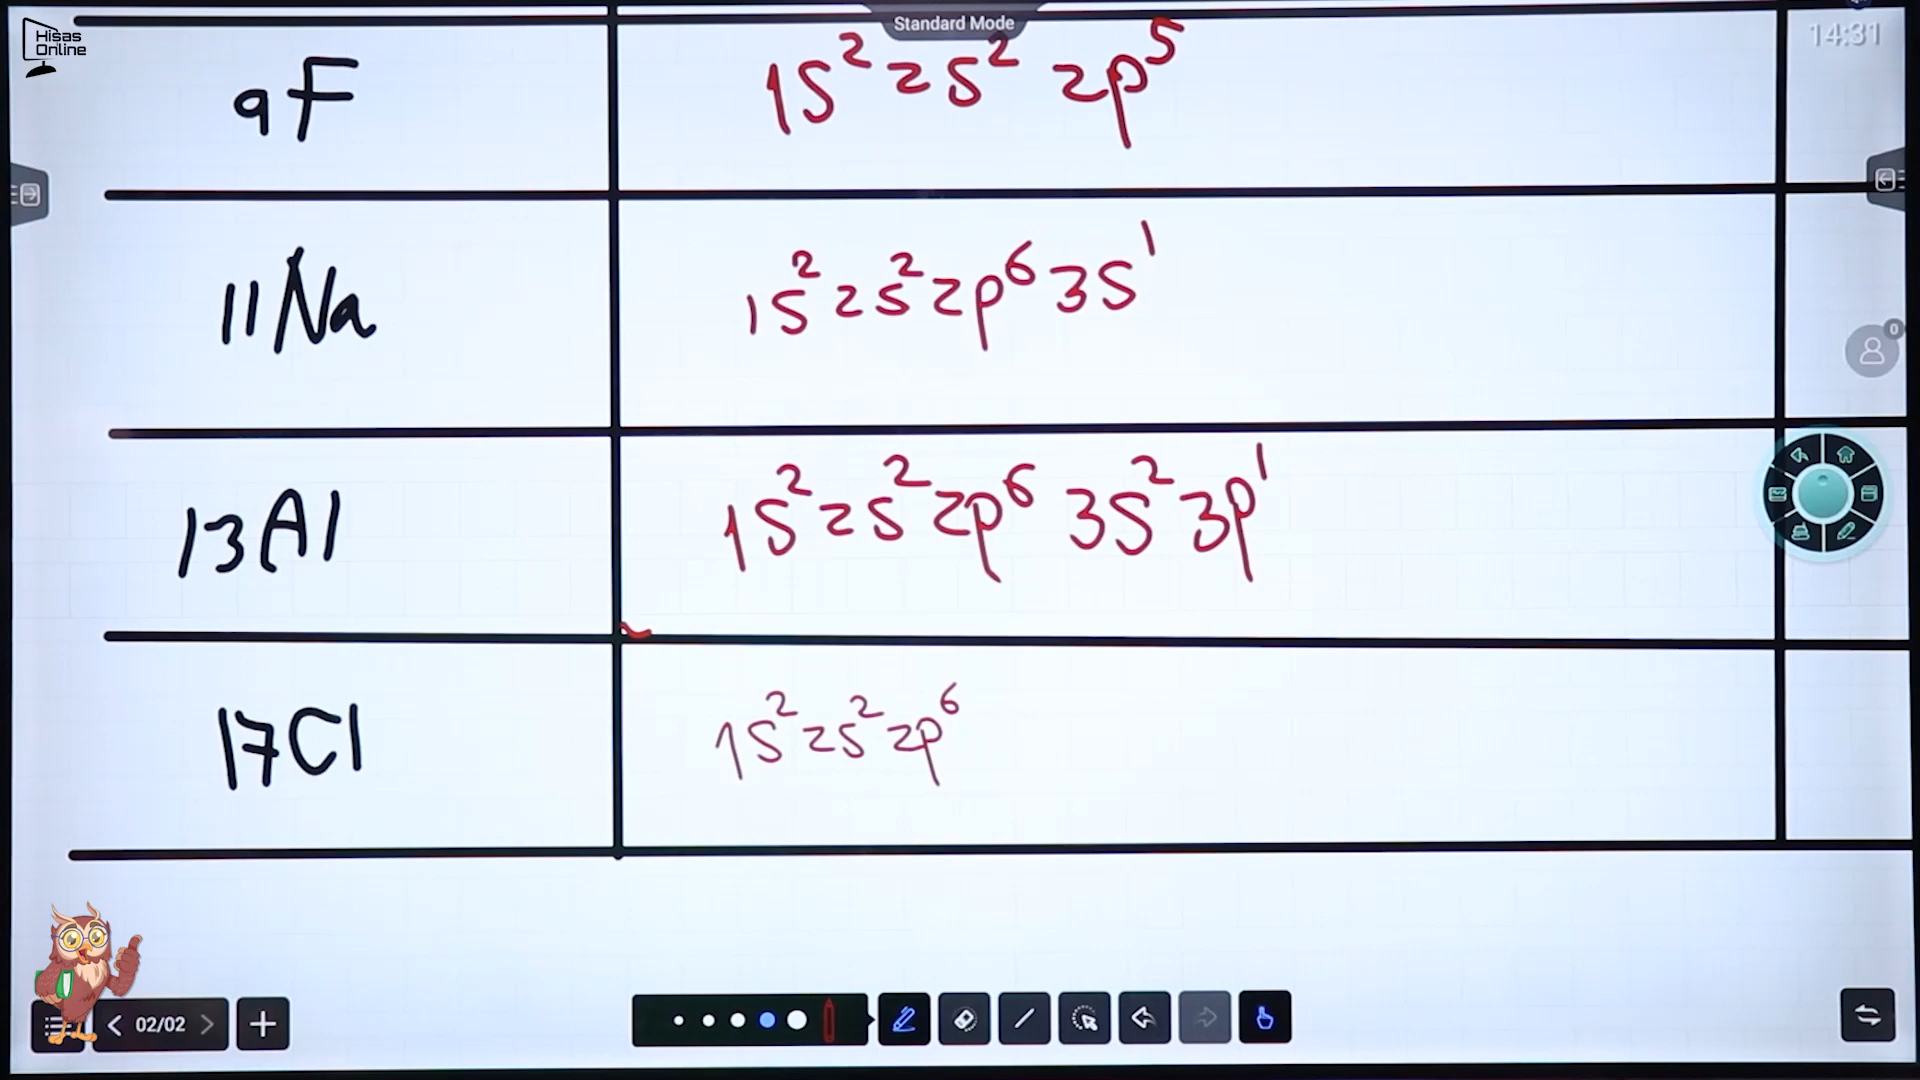 Hisas
Online
Standard Mode
14:31
9F 1s² 2s² 2p⁵
11Na 1s² 2s² 2p⁶ 3s¹
0
13Al 1s² 2s² 2p⁶ 3s² 3p¹
17Cl 1s² 2s² 2p⁶
02/02